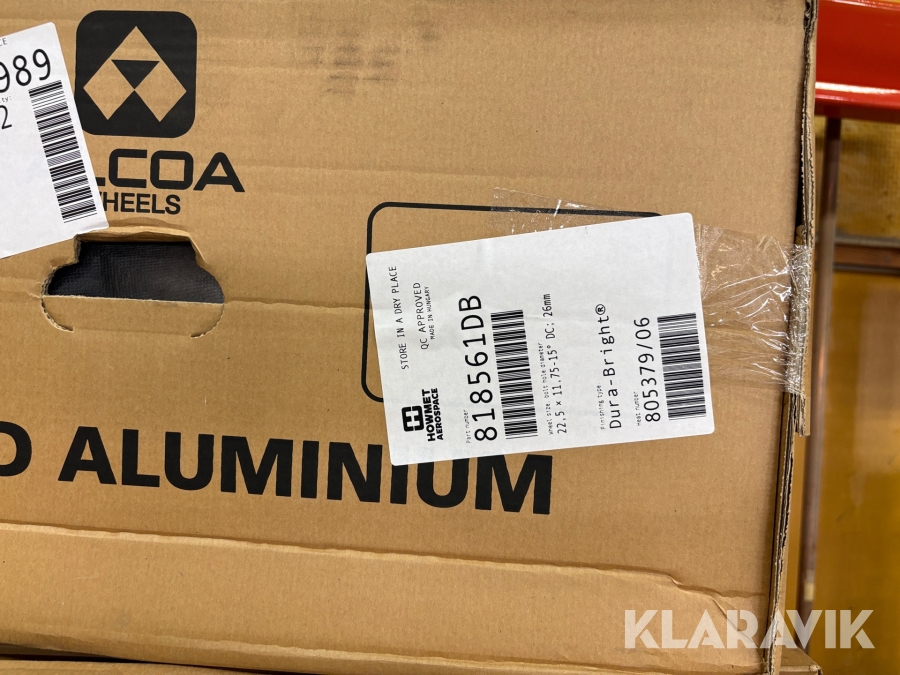 989
2
LCOA
HEELS
STORE IN A DRY PLACE
QC APPROVED
MADE IN HUNGARY
HOWMET
AEROSPACE
Part number
818561DB
Wheel size, bolt hole diameter
22,5 x 11,75-15° DC; 26mm
Finishing type
Dura-Bright®
Heat number
805379/06
ALUMINIUM
KLARAVIK